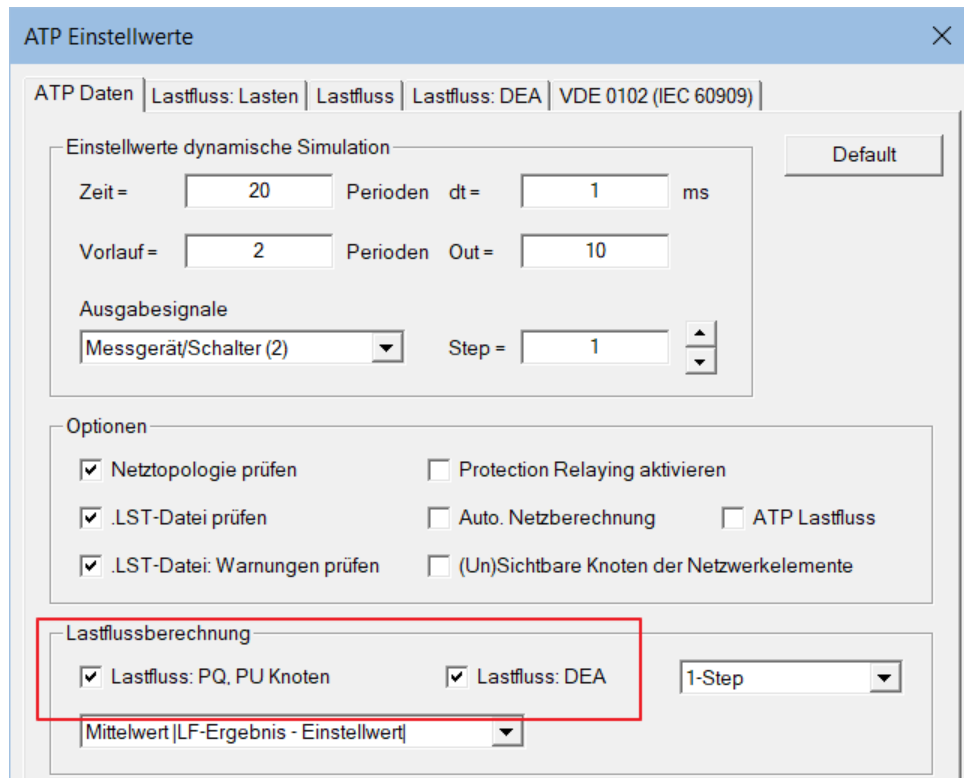 ATP Einstellwerte
ATP Daten Lastfluss: Lasten Lastfluss Lastfluss: DEA VDE 0102 (IEC 60909)
Einstellwerte dynamische Simulation
Default
Zeit = 20 Perioden dt = 1 ms
Vorlauf = 2 Perioden Out = 10
Ausgabesignale
Messgerät/Schalter (2) Step = 1
Optionen
Netztopologie prüfen Protection Relaying aktivieren
.LST-Datei prüfen Auto. Netzberechnung ATP Lastfluss
.LST-Datei: Warnungen prüfen (Un)Sichtbare Knoten der Netzwerkelemente
Lastflussberechnung
Lastfluss: PQ, PU Knoten Lastfluss: DEA 1-Step
Mittelwert |LF-Ergebnis - Einstellwert|